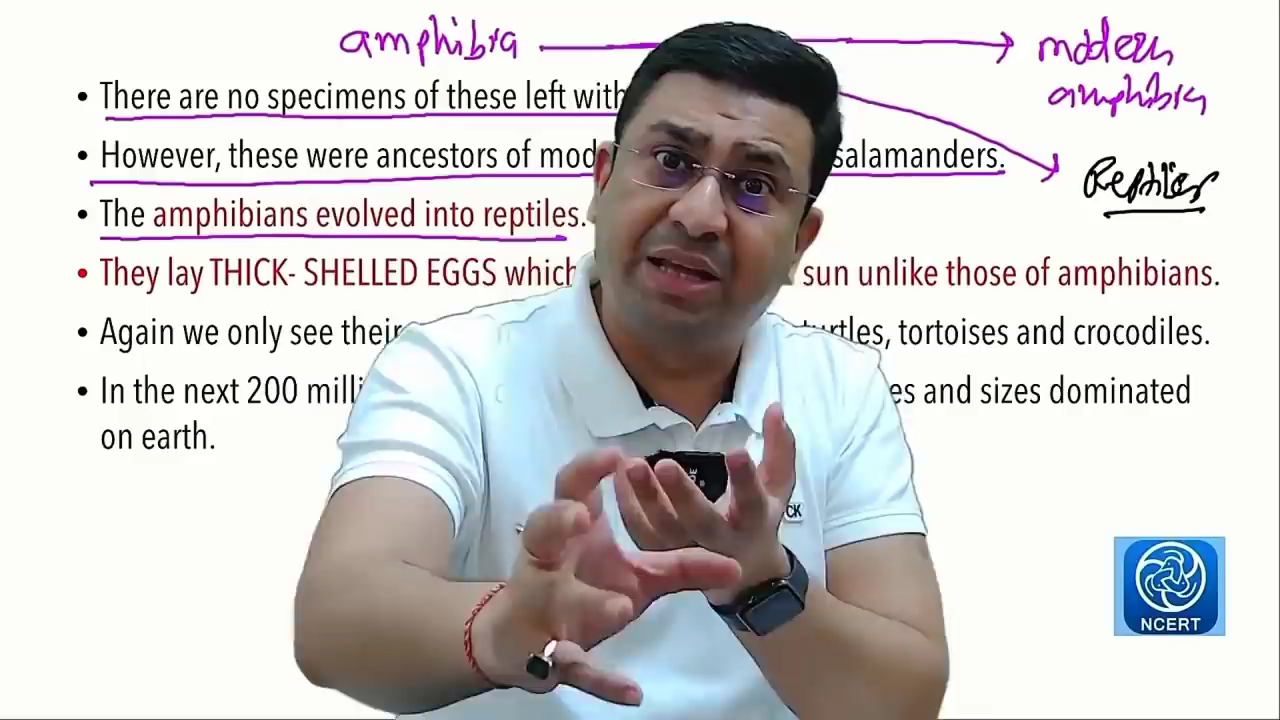 amphibia modern
amphibia
• There are no specimens of these left with
• However, these were ancestors of mod salamanders.
Reptiles
• The amphibians evolved into reptiles.
• They lay THICK- SHELLED EGGS which sun unlike those of amphibians.
• Again we only see their turtles, tortoises and crocodiles.
• In the next 200 milli es and sizes dominated
on earth.
CK
NCERT